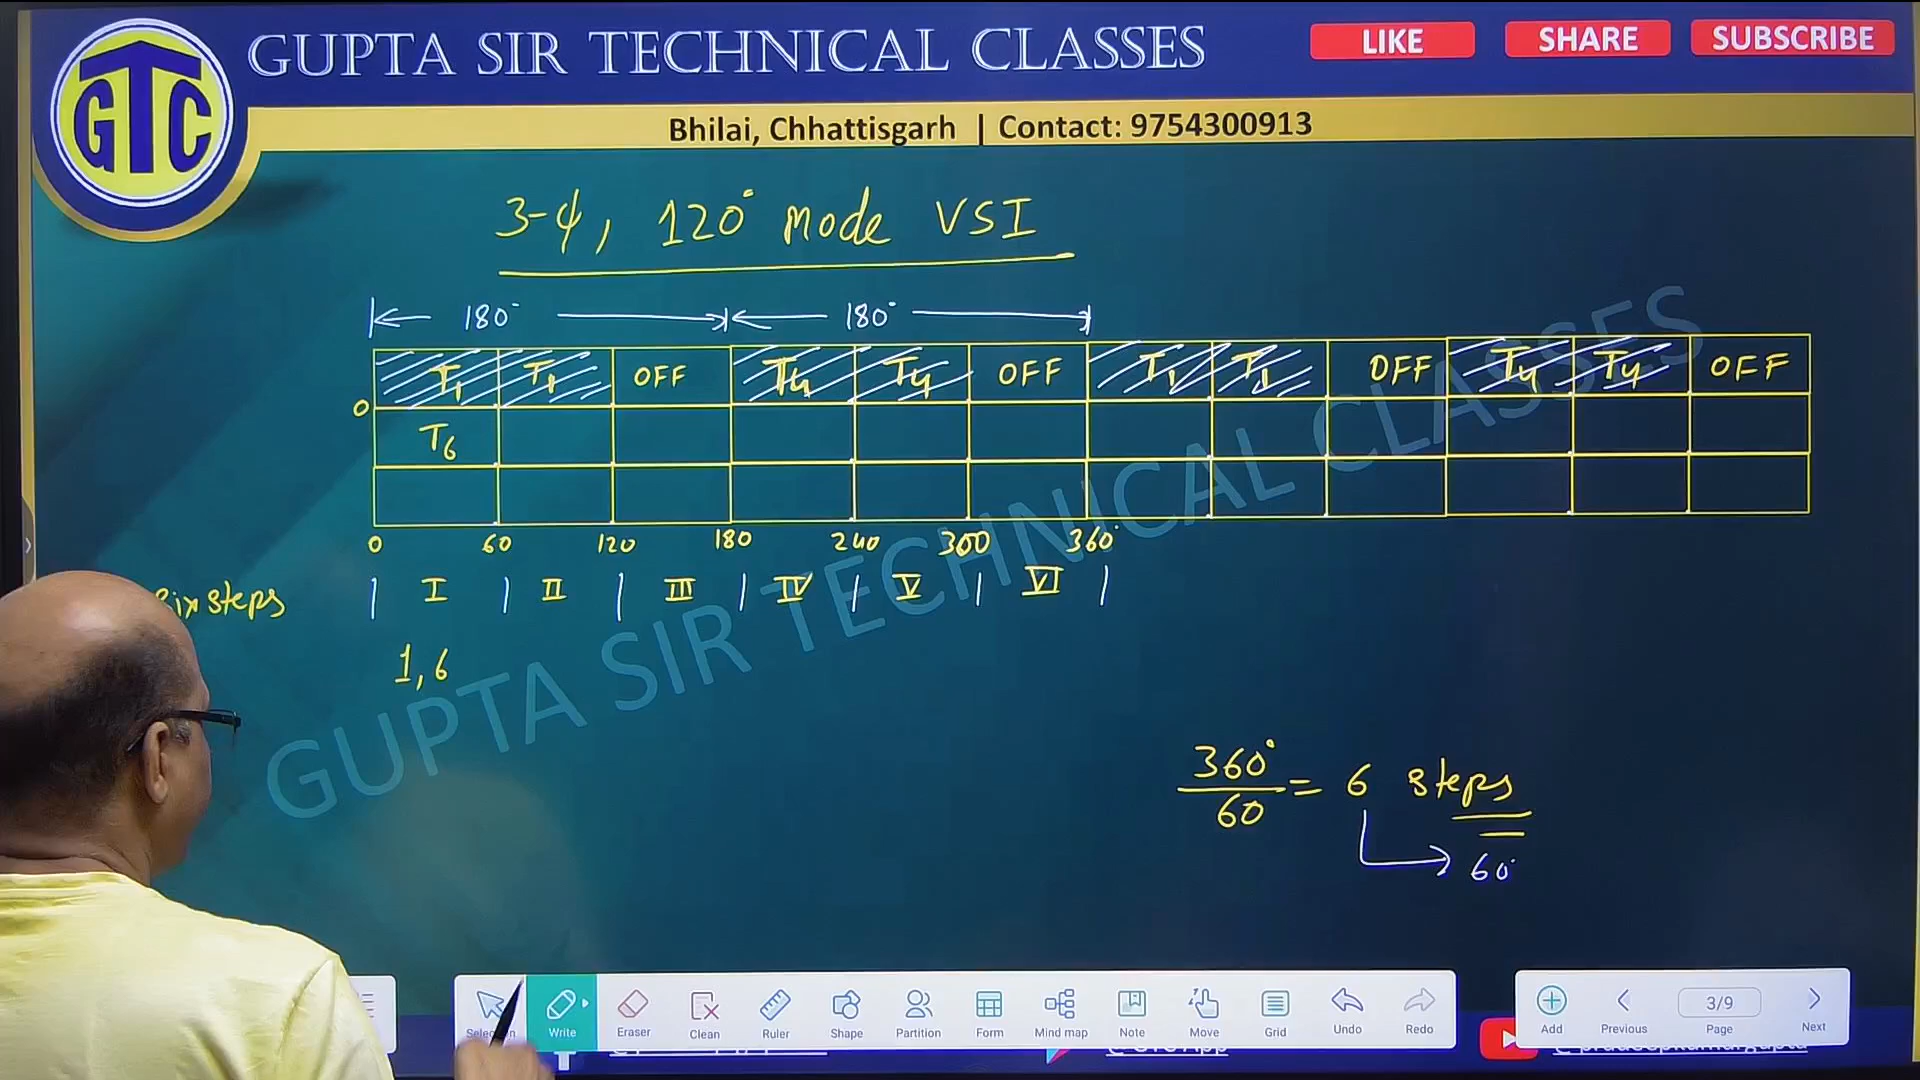 GTC
GUPTA SIR TECHNICAL CLASSES
LIKE SHARE SUBSCRIBE
Bhilai, Chhattisgarh | Contact: 9754300913
3-ϕ, 120° mode VSI
180° 180°
T1 T1 OFF T4 T4 OFF T1 T1 OFF T4 T4 OFF
0
T6
0 60 120 180 240 300 360°
Six steps | I | II | III | IV | V | VI |
1,6
GUPTA SIR TECHNICAL CLASSES
360°/60 = 6 steps
60°
Selection Write Eraser Clean Ruler Shape Partition Form Mind map Note Move Grid Undo Redo
Add Previous 3/9 Page Next